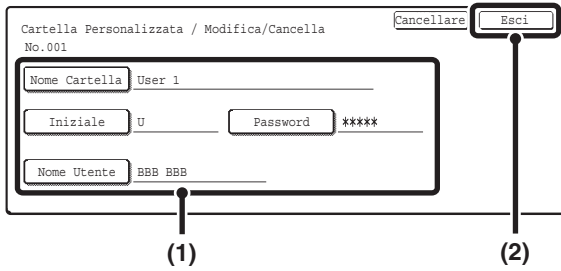 Cartella Personalizzata / Modifica/Cancella Cancellare Esci
No.001
Nome Cartella User 1
Iniziale U Password *****
Nome Utente BBB BBB
(1) (2)